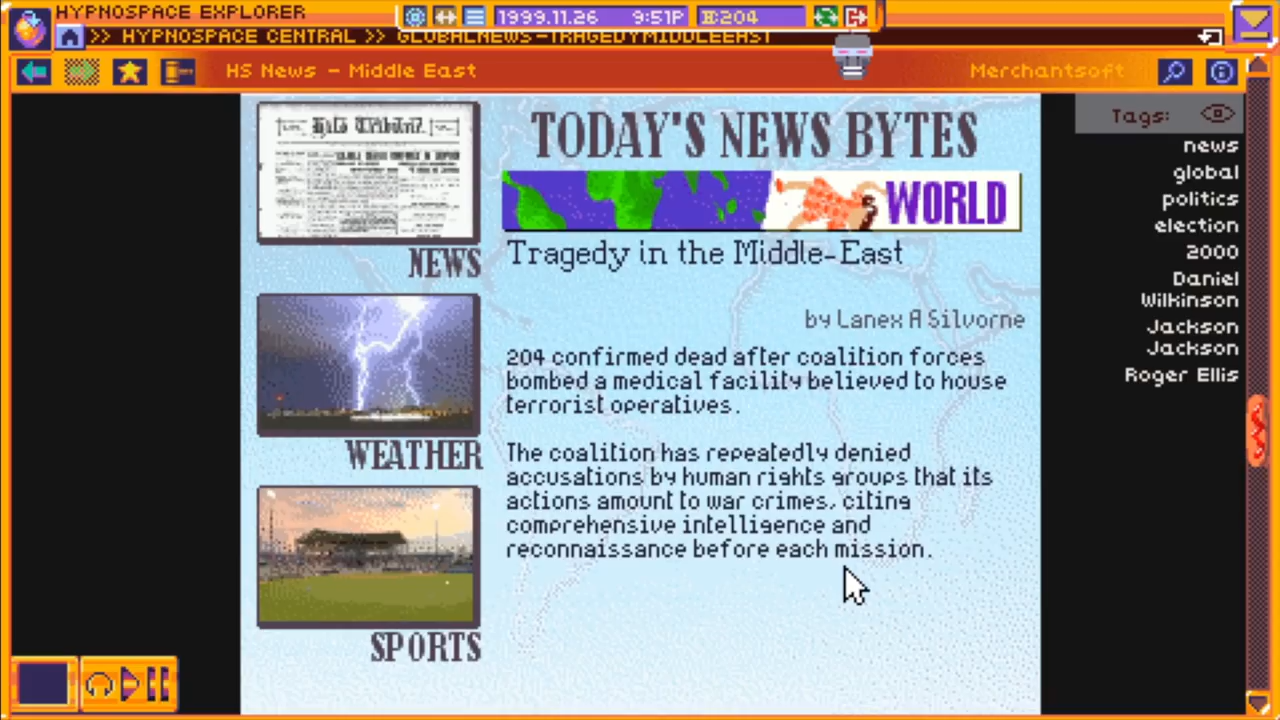 HYPNOSPACE EXPLORER
1999.11.26 9:51P 204
>> HYPNOSPACE CENTRAL >> GLOBALNEWS-TRAGEDYMIDDLEEAST
HS News - Middle East
Merchantsoft
Tags:
news
global
politics
election
2000
Daniel
Wilkinson
Jackson
Jackson
Roger Ellis
NEWS
WEATHER
SPORTS
TODAY'S NEWS BYTES
WORLD
Tragedy in the Middle-East
by Lanex A Silvorne
204 confirmed dead after coalition forces
bombed a medical facility believed to house
terrorist operatives.
The coalition has repeatedly denied
accusations by human rights groups that its
actions amount to war crimes, citing
comprehensive intelligence and
reconnaissance before each mission.